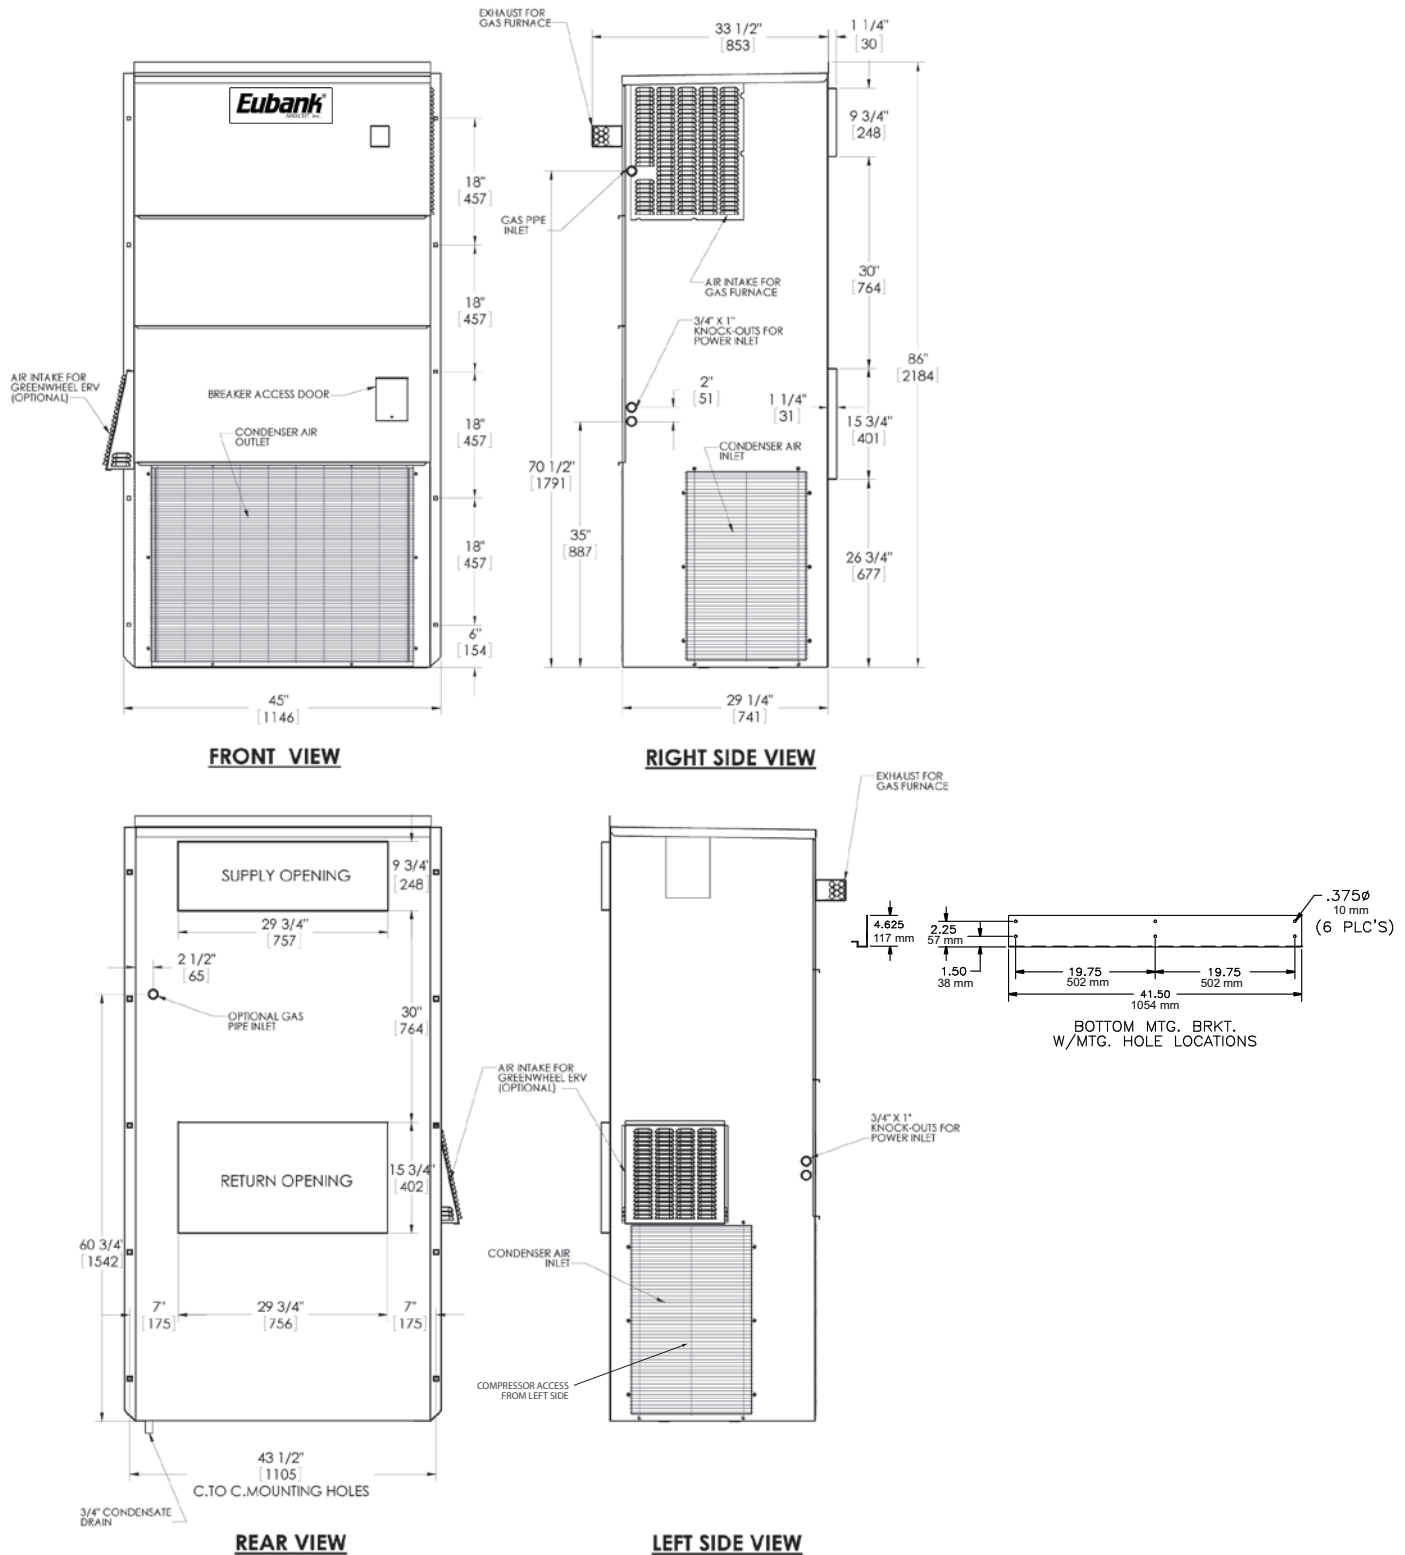 EXHAUST FOR
GAS FURNACE
33 1/2"
[853]
1 1/4"
[30]
Eubank®
AIRXCEL, Inc.
9 3/4"
[248]
18"
[457]
GAS PIPE
INLET
AIR INTAKE FOR
GAS FURNACE
30"
[764]
18"
[457]
3/4" X 1"
KNOCK-OUTS FOR
POWER INLET
86"
[2184]
AIR INTAKE FOR
GREENWHEEL ERV
(OPTIONAL)
BREAKER ACCESS DOOR
2"
[51]
1 1/4"
[31]
15 3/4"
[401]
18"
[457]
CONDENSER AIR
OUTLET
CONDENSER AIR
INLET
70 1/2"
[1791]
35"
[887]
18"
[457]
26 3/4"
[677]
6"
[154]
45"
[1146]
29 1/4"
[741]
FRONT VIEW
RIGHT SIDE VIEW
EXHAUST FOR
GAS FURNACE
SUPPLY OPENING
9 3/4"
[248]
29 3/4"
[757]
2 1/2"
[65]
OPTIONAL GAS
PIPE INLET
30"
[764]
4.625
117 mm
2.25
57 mm
1.50
38 mm
.375ø
10 mm
(6 PLC'S)
19.75
502 mm
19.75
502 mm
41.50
1054 mm
BOTTOM MTG. BRKT.
W/MTG. HOLE LOCATIONS
AIR INTAKE FOR
GREENWHEEL ERV
(OPTIONAL)
3/4" X 1"
KNOCK-OUTS FOR
POWER INLET
RETURN OPENING
15 3/4"
[402]
60 3/4"
[1542]
CONDENSER AIR
INLET
7"
[175]
29 3/4"
[756]
7"
[175]
COMPRESSOR ACCESS
FROM LEFT SIDE
43 1/2"
[1105]
C.TO C.MOUNTING HOLES
3/4" CONDENSATE
DRAIN
REAR VIEW
LEFT SIDE VIEW